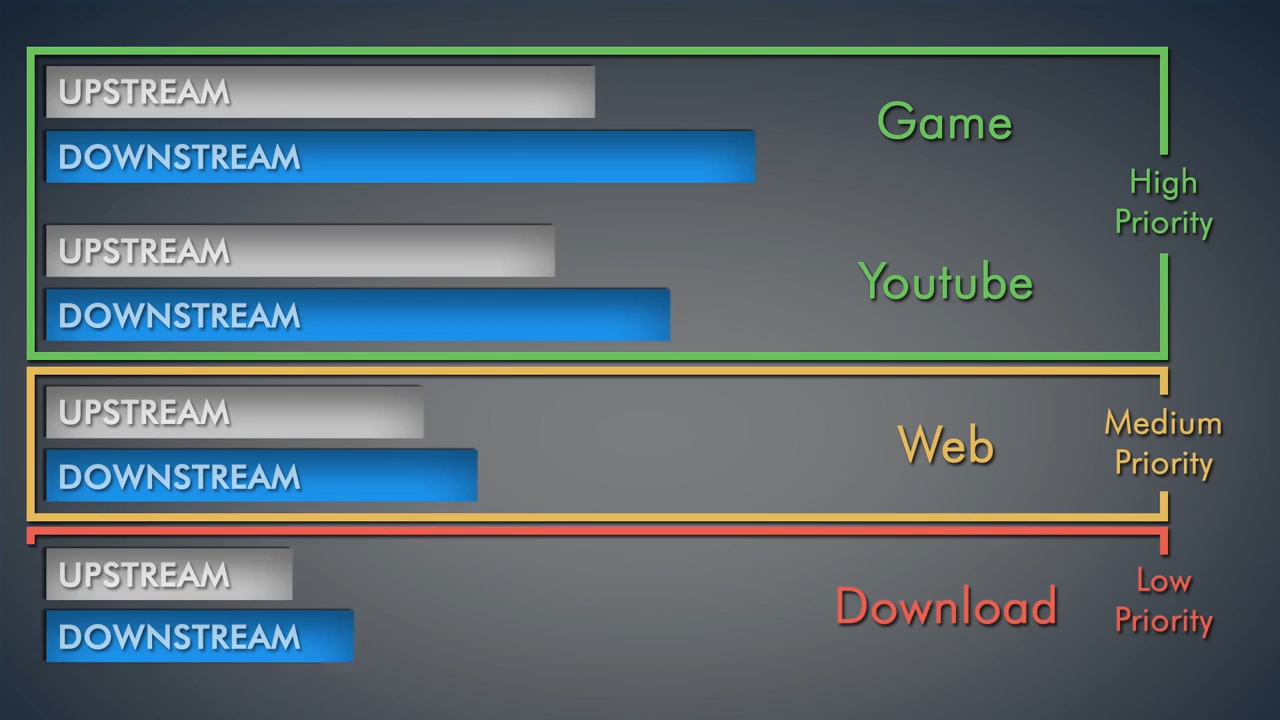 UPSTREAM
Game
DOWNSTREAM
High
Priority
UPSTREAM
Youtube
DOWNSTREAM
UPSTREAM
Web
Medium
Priority
DOWNSTREAM
UPSTREAM
Download
Low
Priority
DOWNSTREAM